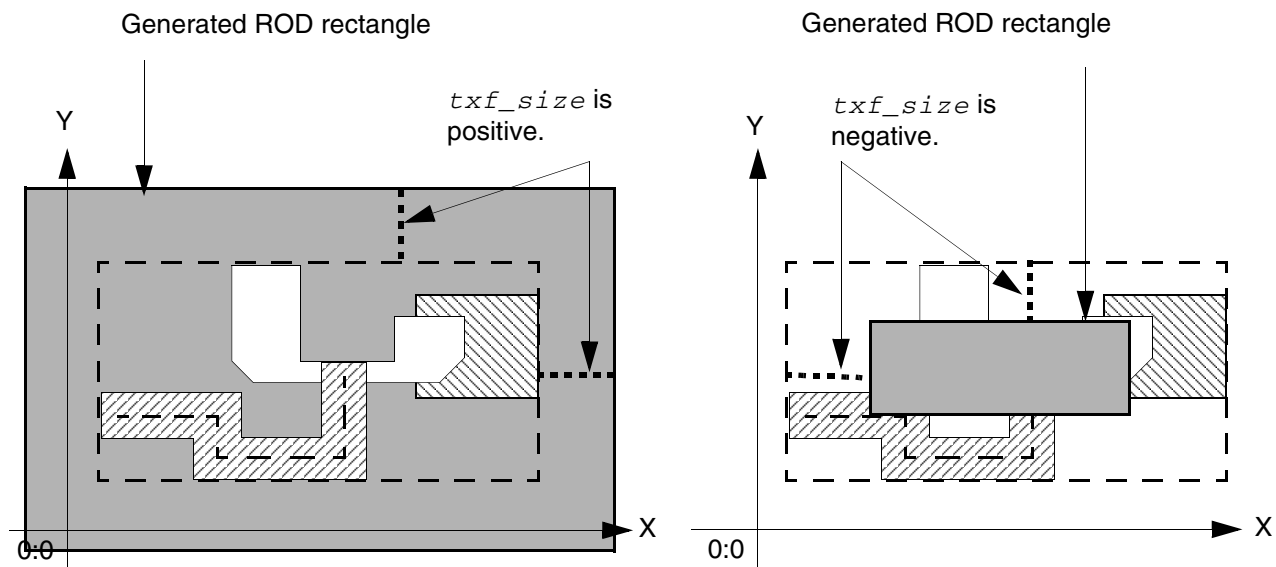 Generated ROD rectangle
txf_size is
positive.
Y
X
0:0
Generated ROD rectangle
txf_size is
negative.
Y
X
0:0